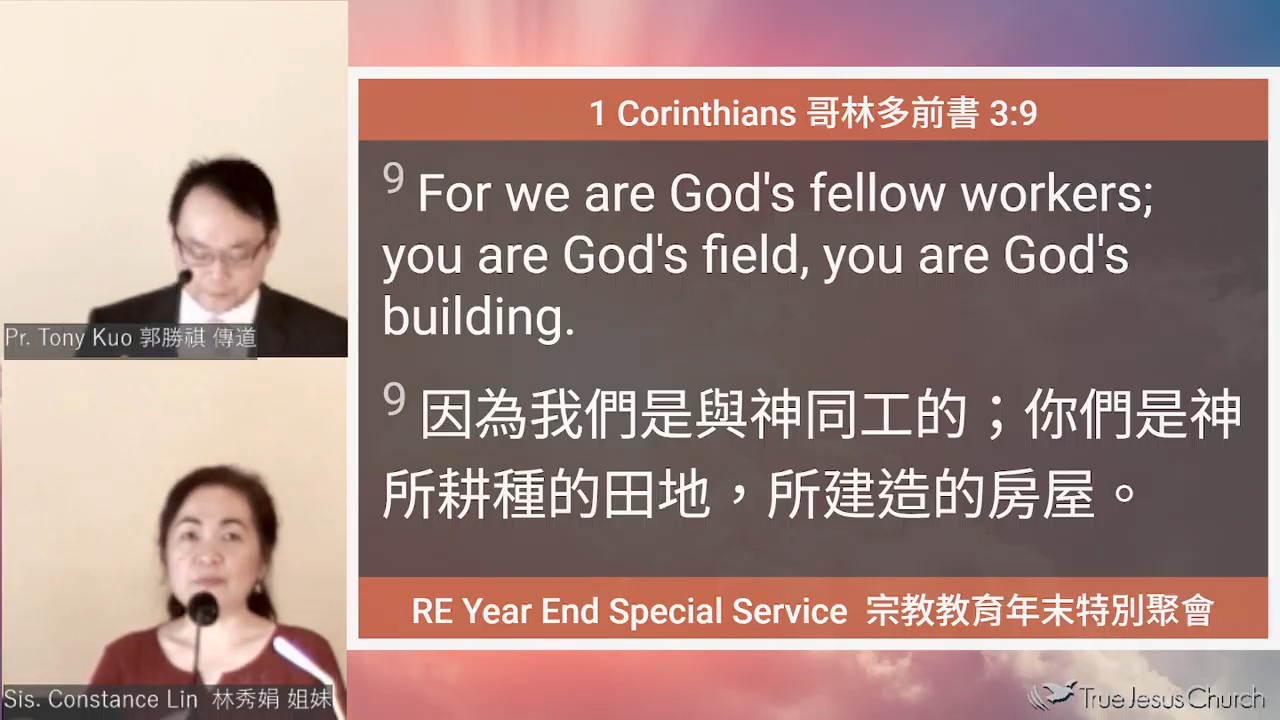 1 Corinthians 哥林多前書 3:9
9 For we are God's fellow workers;
you are God's field, you are God's
building.
9 因為我們是與神同工的；你們是神
所耕種的田地，所建造的房屋。
RE Year End Special Service 宗教教育年末特別聚會
Pr. Tony Kuo 郭勝祺 傳道
Sis. Constance Lin 林秀娟 姐妹
True Jesus Church